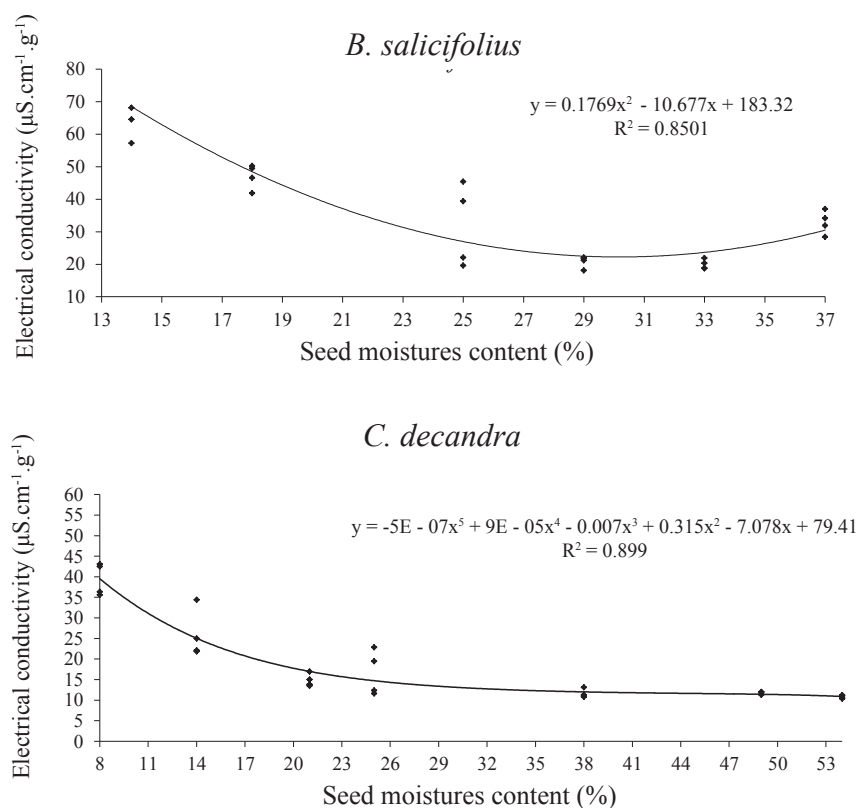 B. salicifolius
Electrical conductivity (µS.cm⁻¹.g⁻¹)
80
70
60
50
40
30
20
10
y = 0.1769x² - 10.677x + 183.32
R² = 0.8501
13 15 17 19 21 23 25 27 29 31 33 35 37
Seed moistures content (%)
C. decandra
Electrical conductivity (µS.cm⁻¹.g⁻¹)
60
55
50
45
40
35
30
25
20
15
10
5
0
y = -5E - 07x⁵ + 9E - 05x⁴ - 0.007x³ + 0.315x² - 7.078x + 79.41
R² = 0.899
8 11 14 17 20 23 26 29 32 35 38 41 44 47 50 53
Seed moistures content (%)